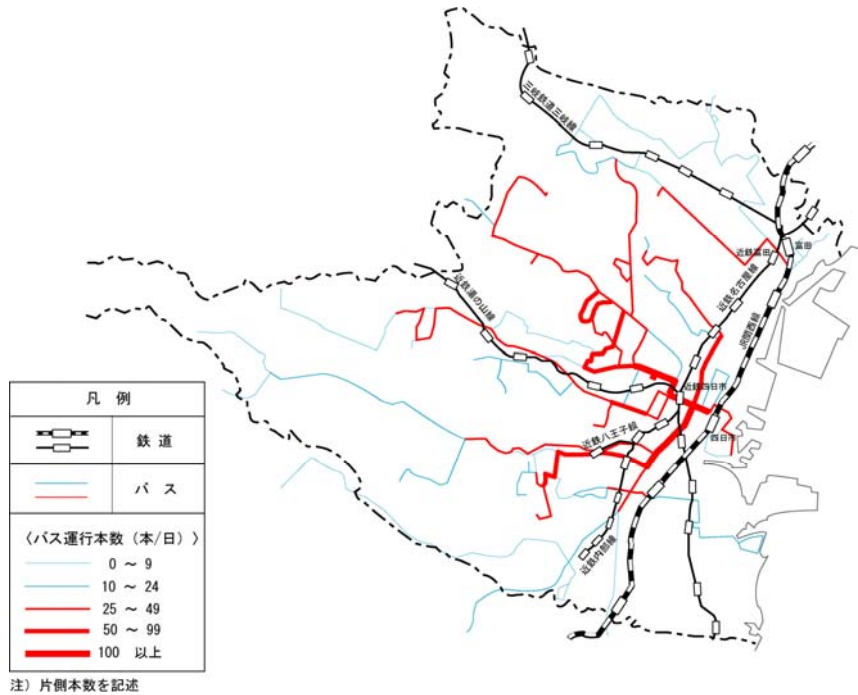 三岐鉄道三岐線
近鉄富田
富田
近鉄名古屋線
近鉄湯の山線
JR関西線
近鉄四日市
四日市
近鉄八王子線
近鉄内部線
凡 例
鉄 道
バ ス
〈バス運行本数(本/日)〉
0 ～ 9
10 ～ 24
25 ～ 49
50 ～ 99
100 以上
注）片側本数を記述